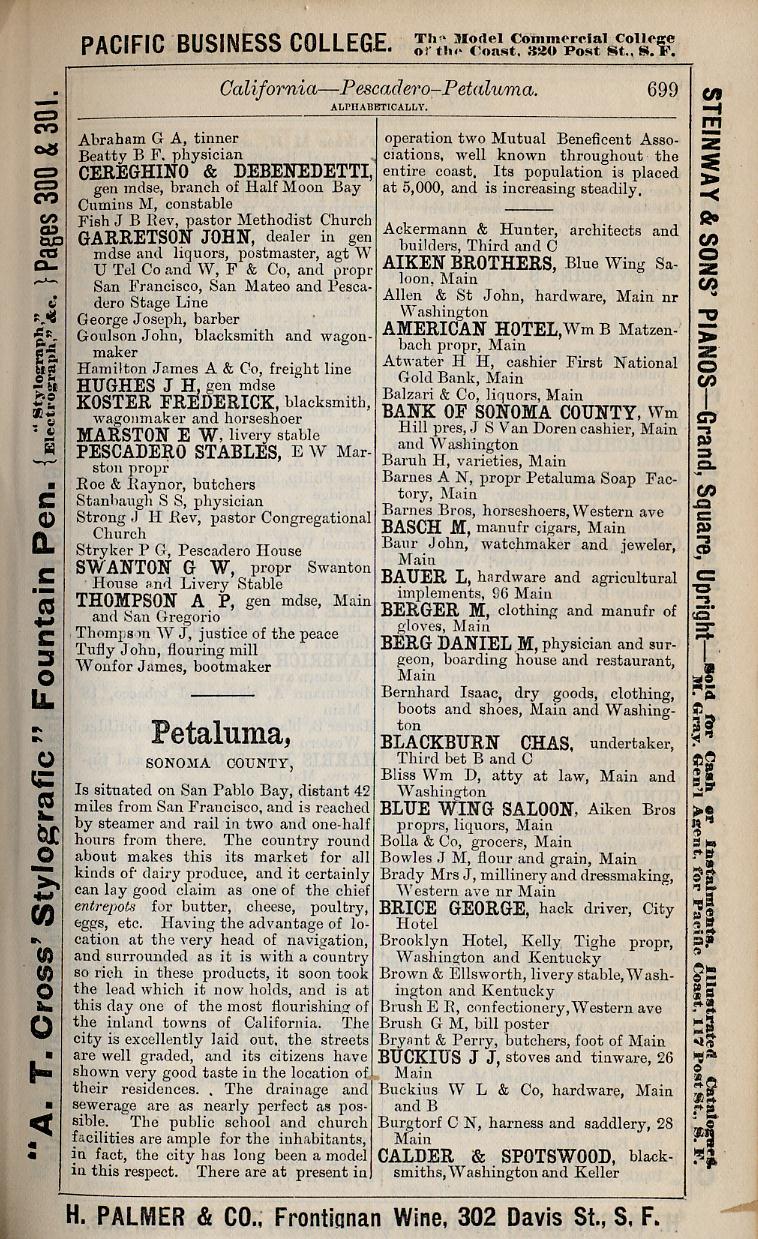 PACIFIC BUSINESS COLLEGE. The Model Commercial College
of the Coast, 320 Post St., S. F.
California—Pescadero-Petaluma. 699
ALPHABETICALLY.
Abraham G A, tinner
Beatty B F, physician
CEREGHINO & DEBENEDETTI,
gen mdse, branch of Half Moon Bay
Cumins M, constable
Fish J B Rev, pastor Methodist Church
GARRETSON JOHN, dealer in gen
mdse and liquors, postmaster, agt W
U Tel Co and W, F & Co, and propr
San Francisco, San Mateo and Pesca-
dero Stage Line
George Joseph, barber
Goulson John, blacksmith and wagon-
maker
Hamilton James A & Co, freight line
HUGHES J H, gen mdse
KOSTER FREDERICK, blacksmith,
wagonmaker and horseshoer
MARSTON E W, livery stable
PESCADERO STABLES, E W Mar-
ston propr
Roe & Raynor, butchers
Stanbaugh S S, physician
Strong J H Rev, pastor Congregational
Church
Stryker P G, Pescadero House
SWANTON G W, propr Swanton
House and Livery Stable
THOMPSON A P, gen mdse, Main
and San Gregorio
Thompson W J, justice of the peace
Tufly John, flouring mill
Wonfor James, bootmaker
Petaluma,
SONOMA COUNTY,
Is situated on San Pablo Bay, distant 42
miles from San Francisco, and is reached
by steamer and rail in two and one-half
hours from there. The country round
about makes this its market for all
kinds of dairy produce, and it certainly
can lay good claim as one of the chief
entrepots for butter, cheese, poultry,
eggs, etc. Having the advantage of lo-
cation at the very head of navigation,
and surrounded as it is with a country
so rich in these products, it soon took
the lead which it now holds, and is at
this day one of the most flourishing of
the inland towns of California. The
city is excellently laid out, the streets
are well graded, and its citizens have
shown very good taste in the location of
their residences. . The drainage and
sewerage are as nearly perfect as pos-
sible. The public school and church
facilities are ample for the inhabitants,
in fact, the city has long been a model
in this respect. There are at present in
operation two Mutual Beneficent Asso-
ciations, well known throughout the
entire coast. Its population is placed
at 5,000, and is increasing steadily.
Ackermann & Hunter, architects and
builders, Third and C
AIKEN BROTHERS, Blue Wing Sa-
loon, Main
Allen & St John, hardware, Main nr
Washington
AMERICAN HOTEL, Wm B Matzen-
bach propr, Main
Atwater H H, cashier First National
Gold Bank, Main
Balzari & Co, liquors, Main
BANK OF SONOMA COUNTY, Wm
Hill pres, J S Van Doren cashier, Main
and Washington
Baruh H, varieties, Main
Barnes A N, propr Petaluma Soap Fac-
tory, Main
Barnes Bros, horseshoers, Western ave
BASCH M, manufr cigars, Main
Baur John, watchmaker and jeweler,
Main
BAUER L, hardware and agricultural
implements, 96 Main
BERGER M, clothing and manufr of
gloves, Main
BERG DANIEL M, physician and sur-
geon, boarding house and restaurant,
Main
Bernhard Isaac, dry goods, clothing,
boots and shoes, Main and Washing-
ton
BLACKBURN CHAS, undertaker,
Third bet B and C
Bliss Wm D, atty at law, Main and
Washington
BLUE WING SALOON, Aiken Bros
proprs, liquors, Main
Bolla & Co, grocers, Main
Bowles J M, flour and grain, Main
Brady Mrs J, millinery and dressmaking,
Western ave nr Main
BRICE GEORGE, hack driver, City
Hotel
Brooklyn Hotel, Kelly Tighe propr,
Washington and Kentucky
Brown & Ellsworth, livery stable, Wash-
ington and Kentucky
Brush E R, confectionery, Western ave
Brush G M, bill poster
Bryant & Perry, butchers, foot of Main
BUCKIUS J J, stoves and tinware, 26
Main
Buckius W L & Co, hardware, Main
and B
Burgtorf C N, harness and saddlery, 28
Main
CALDER & SPOTSWOOD, black-
smiths, Washington and Keller
"A. T. Cross' Stylografic" Fountain Pen. { "Stylograph," Electrograph," &c. } Pages 300 & 301.
STEINWAY & SONS' PIANOS—Grand, Square, Upright—Sold for Cash or Instalments. Illustrated Catalogues.
M. Gray, Gen'l Agent, for Pacific Coast, 117 Post St., S. F.
H. PALMER & CO., Frontignan Wine, 302 Davis St., S. F.